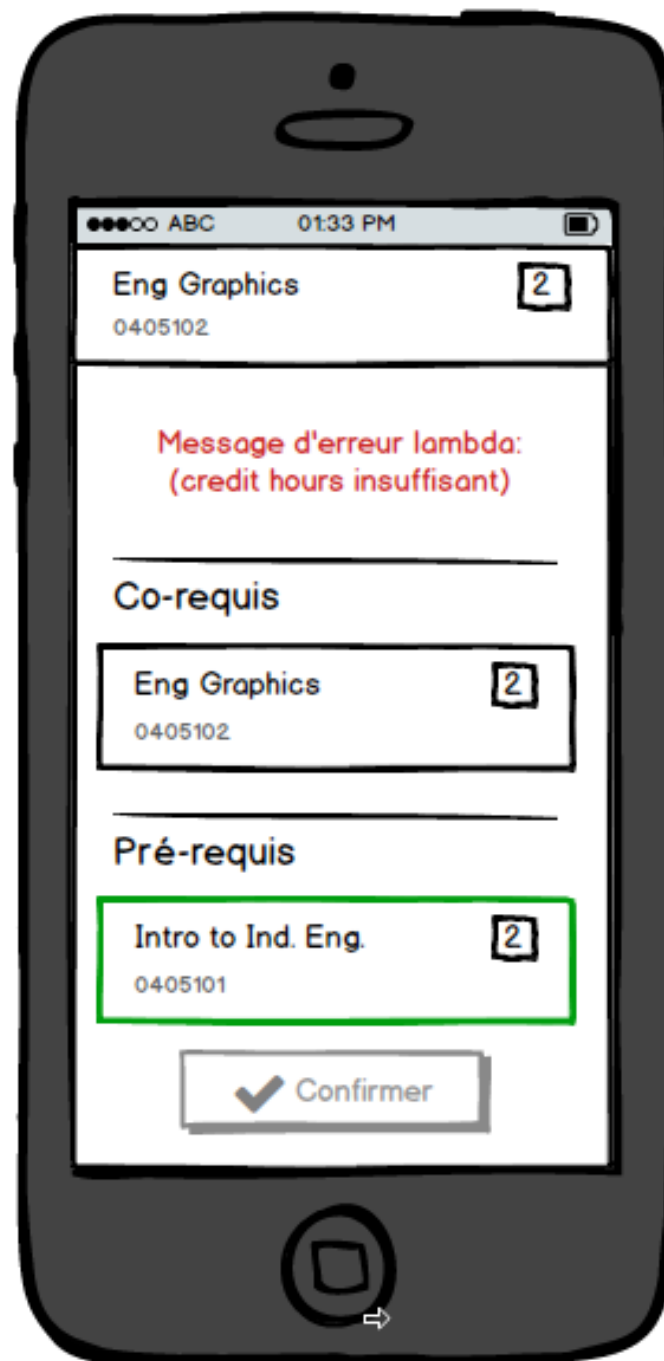 ABC 01:33 PM
Eng Graphics 2
0405102
Message d'erreur lambda:
(credit hours insuffisant)
Co-requis
Eng Graphics 2
0405102
Pré-requis
Intro to Ind. Eng. 2
0405101
Confirmer